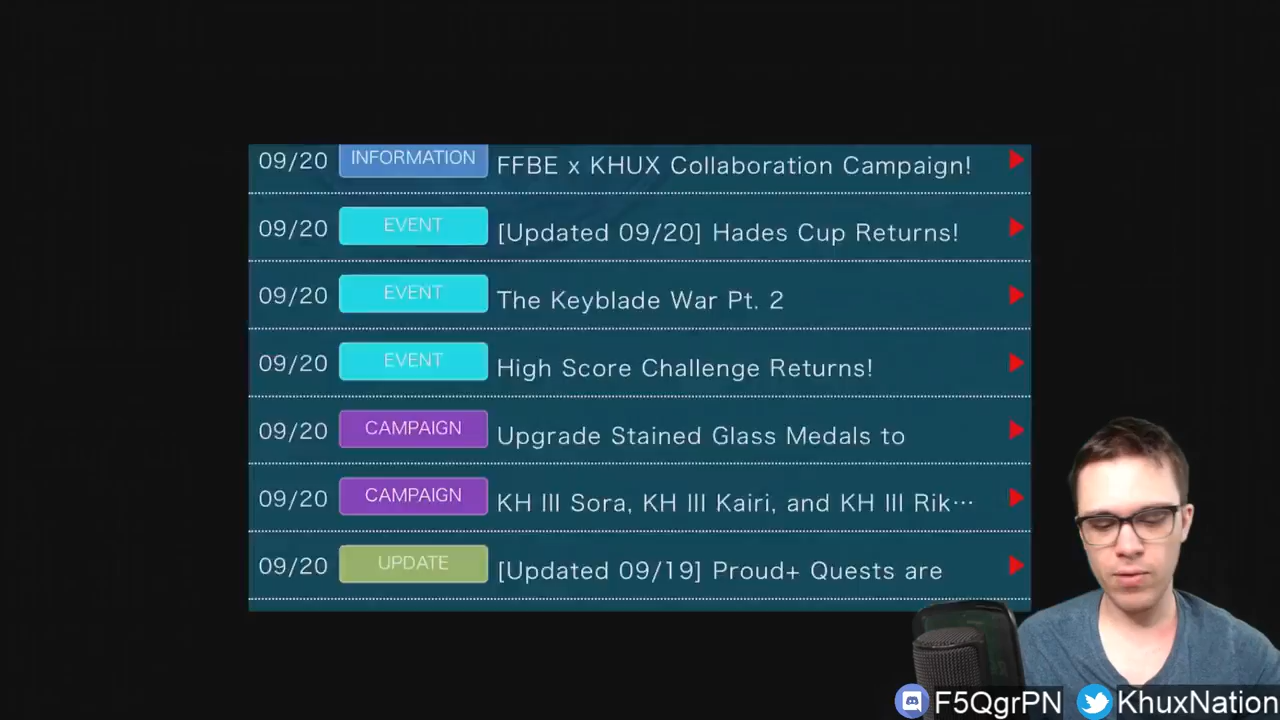 09/20 INFORMATION FFBE x KHUX Collaboration Campaign!
09/20 EVENT [Updated 09/20] Hades Cup Returns!
09/20 EVENT The Keyblade War Pt. 2
09/20 EVENT High Score Challenge Returns!
09/20 CAMPAIGN Upgrade Stained Glass Medals to
09/20 CAMPAIGN KH III Sora, KH III Kairi, and KH III Rik…
09/20 UPDATE [Updated 09/19] Proud+ Quests are
F5QgrPN KhuxNation